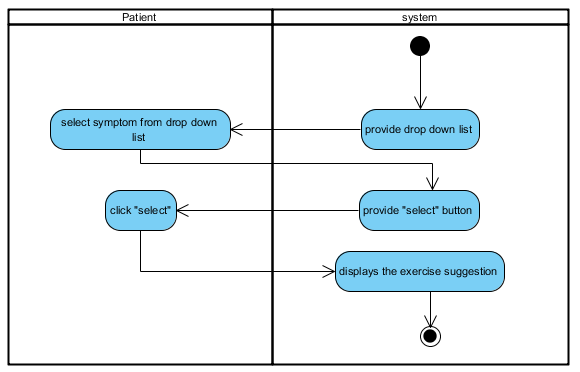 Patient
system
select symptom from drop down
list
provide drop down list
click "select"
provide "select" button
displays the exercise suggestion